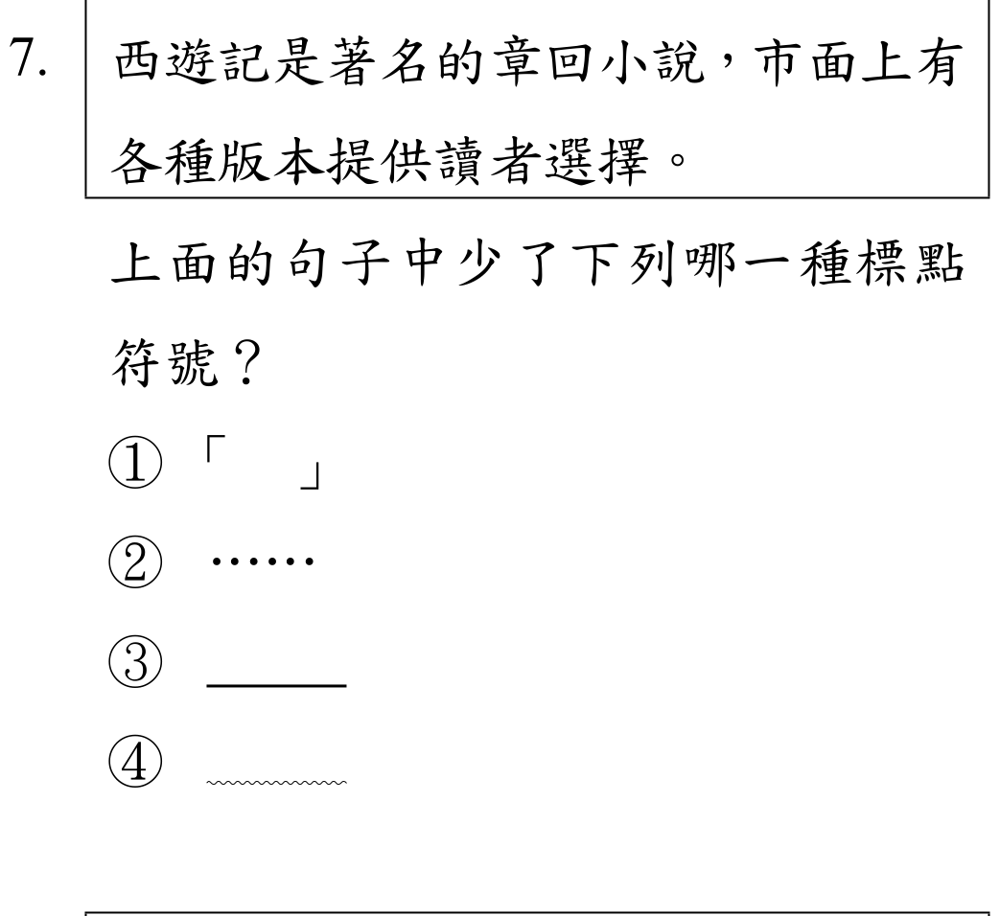 7. 西遊記是著名的章回小說，市面上有
各種版本提供讀者選擇。
上面的句子中少了下列哪一種標點
符號？
① 「　」
② ……
③ ＿＿＿
④ ﹏﹏﹏